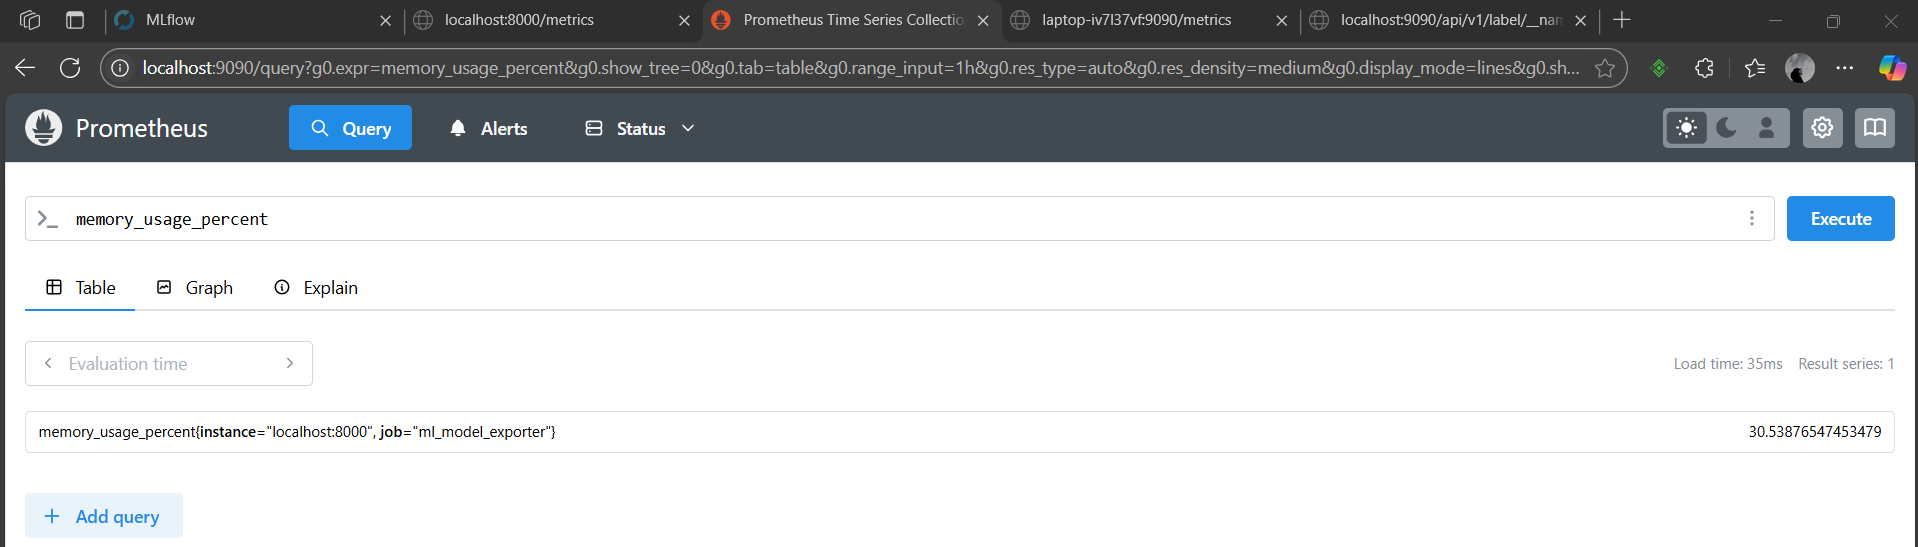 MLflow
localhost:8000/metrics
Prometheus Time Series Collectio
laptop-iv7l37vf:9090/metrics
localhost:9090/api/v1/label/__nam
localhost:9090/query?g0.expr=memory_usage_percent&g0.show_tree=0&g0.tab=table&g0.range_input=1h&g0.res_type=auto&g0.res_density=medium&g0.display_mode=lines&g0.sh...
Prometheus
Query
Alerts
Status
memory_usage_percent
Execute
Table
Graph
Explain
Evaluation time
Load time: 35ms Result series: 1
memory_usage_percent{instance="localhost:8000", job="ml_model_exporter"} 30.53876547453479
Add query